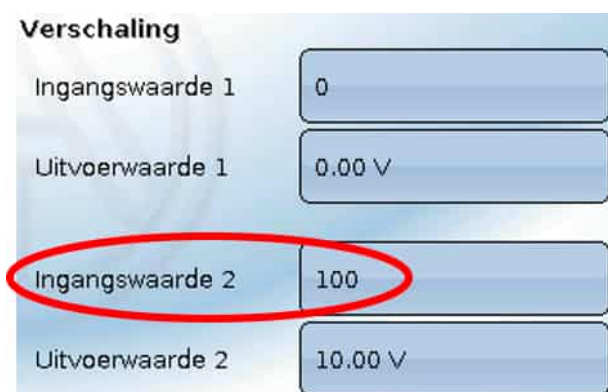 Verschaling
Ingangswaarde 1 0
Uitvoerwaarde 1 0.00 V
Ingangswaarde 2 100
Uitvoerwaarde 2 10.00 V